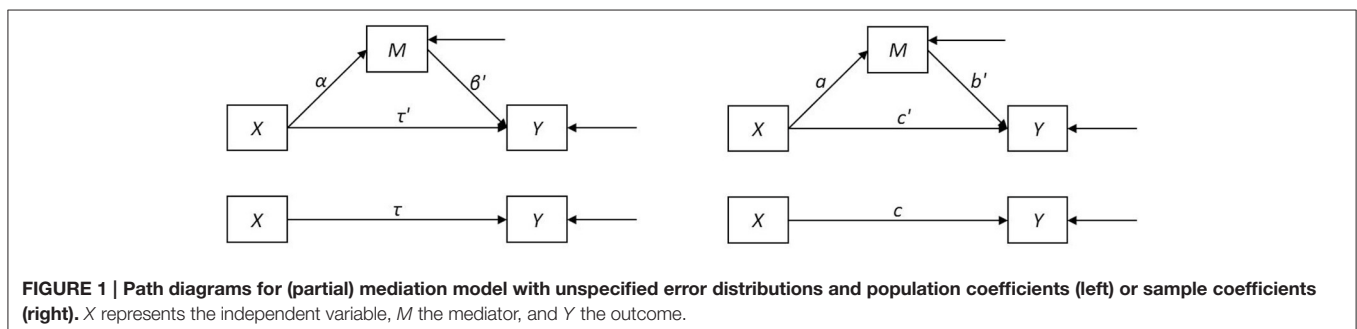 M
α
β'
X
τ'
Y
X
τ
Y
M
a
b'
X
c'
Y
X
c
Y
FIGURE 1 | Path diagrams for (partial) mediation model with unspecified error distributions and population coefficients (left) or sample coefficients
(right). X represents the independent variable, M the mediator, and Y the outcome.